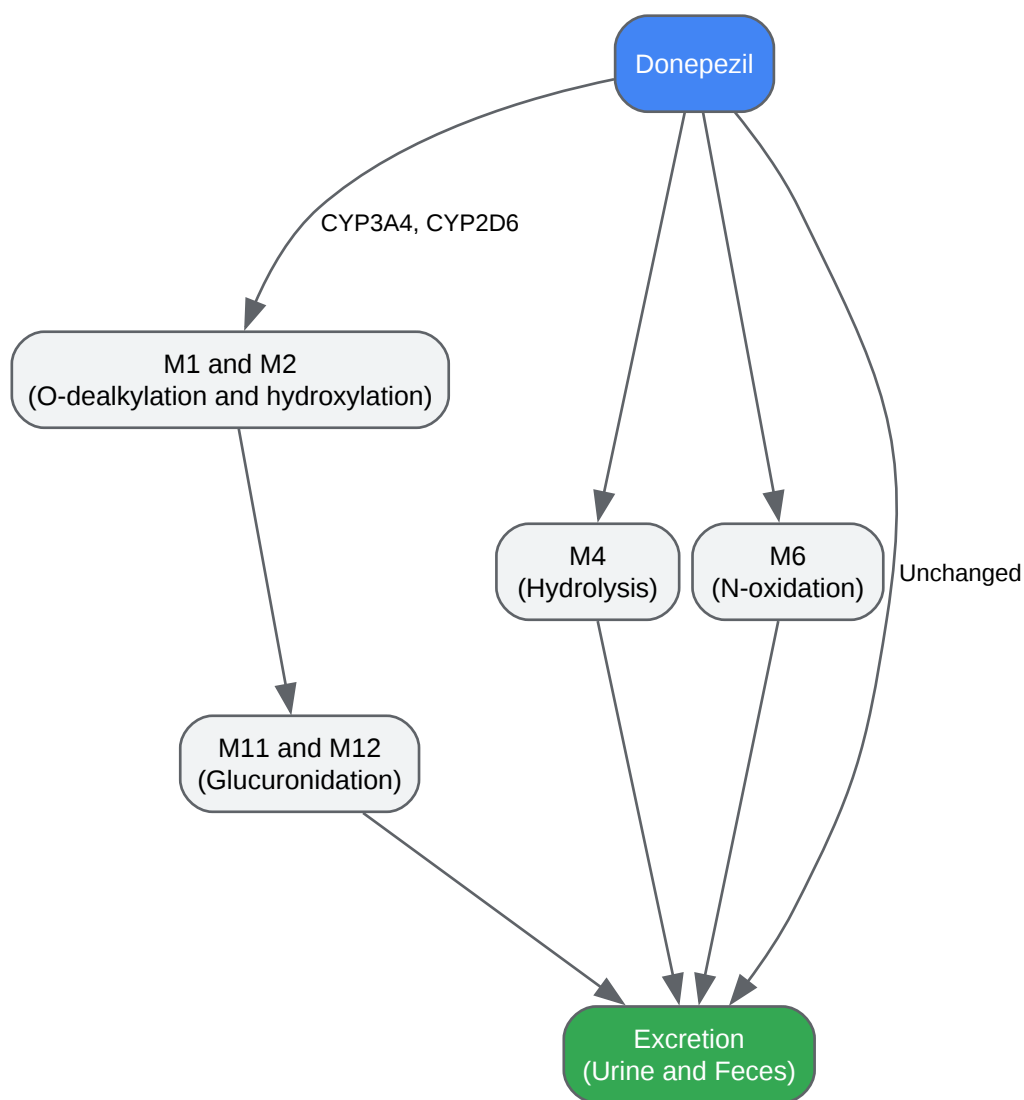 Donepezil
CYP3A4, CYP2D6
M1 and M2
(O-dealkylation and hydroxylation)
M4
(Hydrolysis)
M6
(N-oxidation)
Unchanged
M11 and M12
(Glucuronidation)
Excretion
(Urine and Feces)